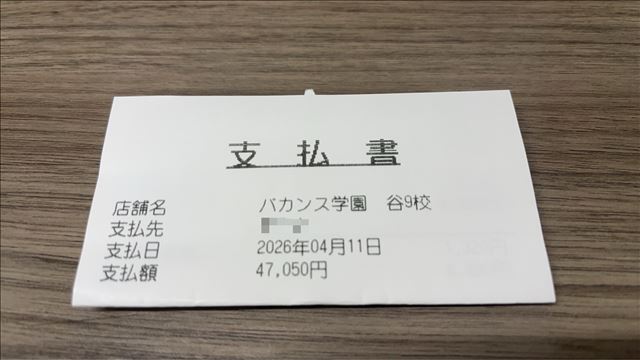 支払書
店舗名 バカンス学園 谷9校
支払先
支払日 2026年04月11日
支払額 47,050円